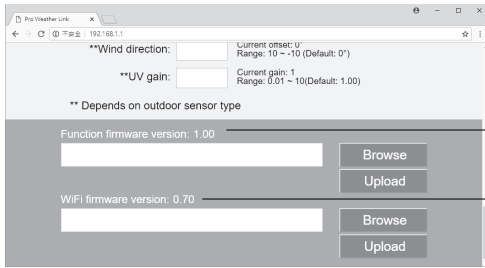 Pro Weather Link
不安全 | 192.168.1.1
**Wind direction:
Current offset: 0°
Range: 10 ~ -10 (Default: 0°)
**UV gain:
Current gain: 1
Range: 0.01 ~ 10(Default: 1.00)
** Depends on outdoor sensor type
Function firmware version: 1.00
Browse
Upload
WiFi firmware version: 0.70
Browse
Upload